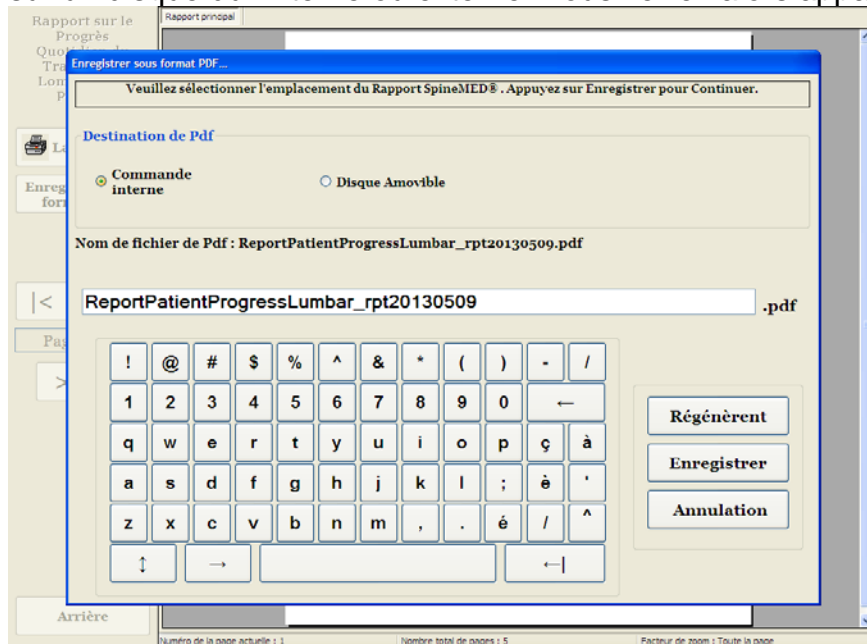 Rapport sur le
Progrès
Rapport principal
Enregistrer sous format PDF...
Veuillez sélectionner l'emplacement du Rapport SpineMED®. Appuyez sur Enregistrer pour Continuer.
Destination de Pdf
Commande
interne
Disque Amovible
Nom de fichier de Pdf : ReportPatientProgressLumbar_rpt20130509.pdf
ReportPatientProgressLumbar_rpt20130509 .pdf
|<
>
! @ # $ % ^ & * ( ) - /
1 2 3 4 5 6 7 8 9 0 ←
q w e r t y u i o p ç à
a s d f g h j k l ; è '
z x c v b n m , . é / ^
↕ → ←|
Régénèrent
Enregistrer
Annulation
Arrière
Numéro de la page actuelle : 1 Nombre total de pages : 5 Facteur de zoom : Toute la page